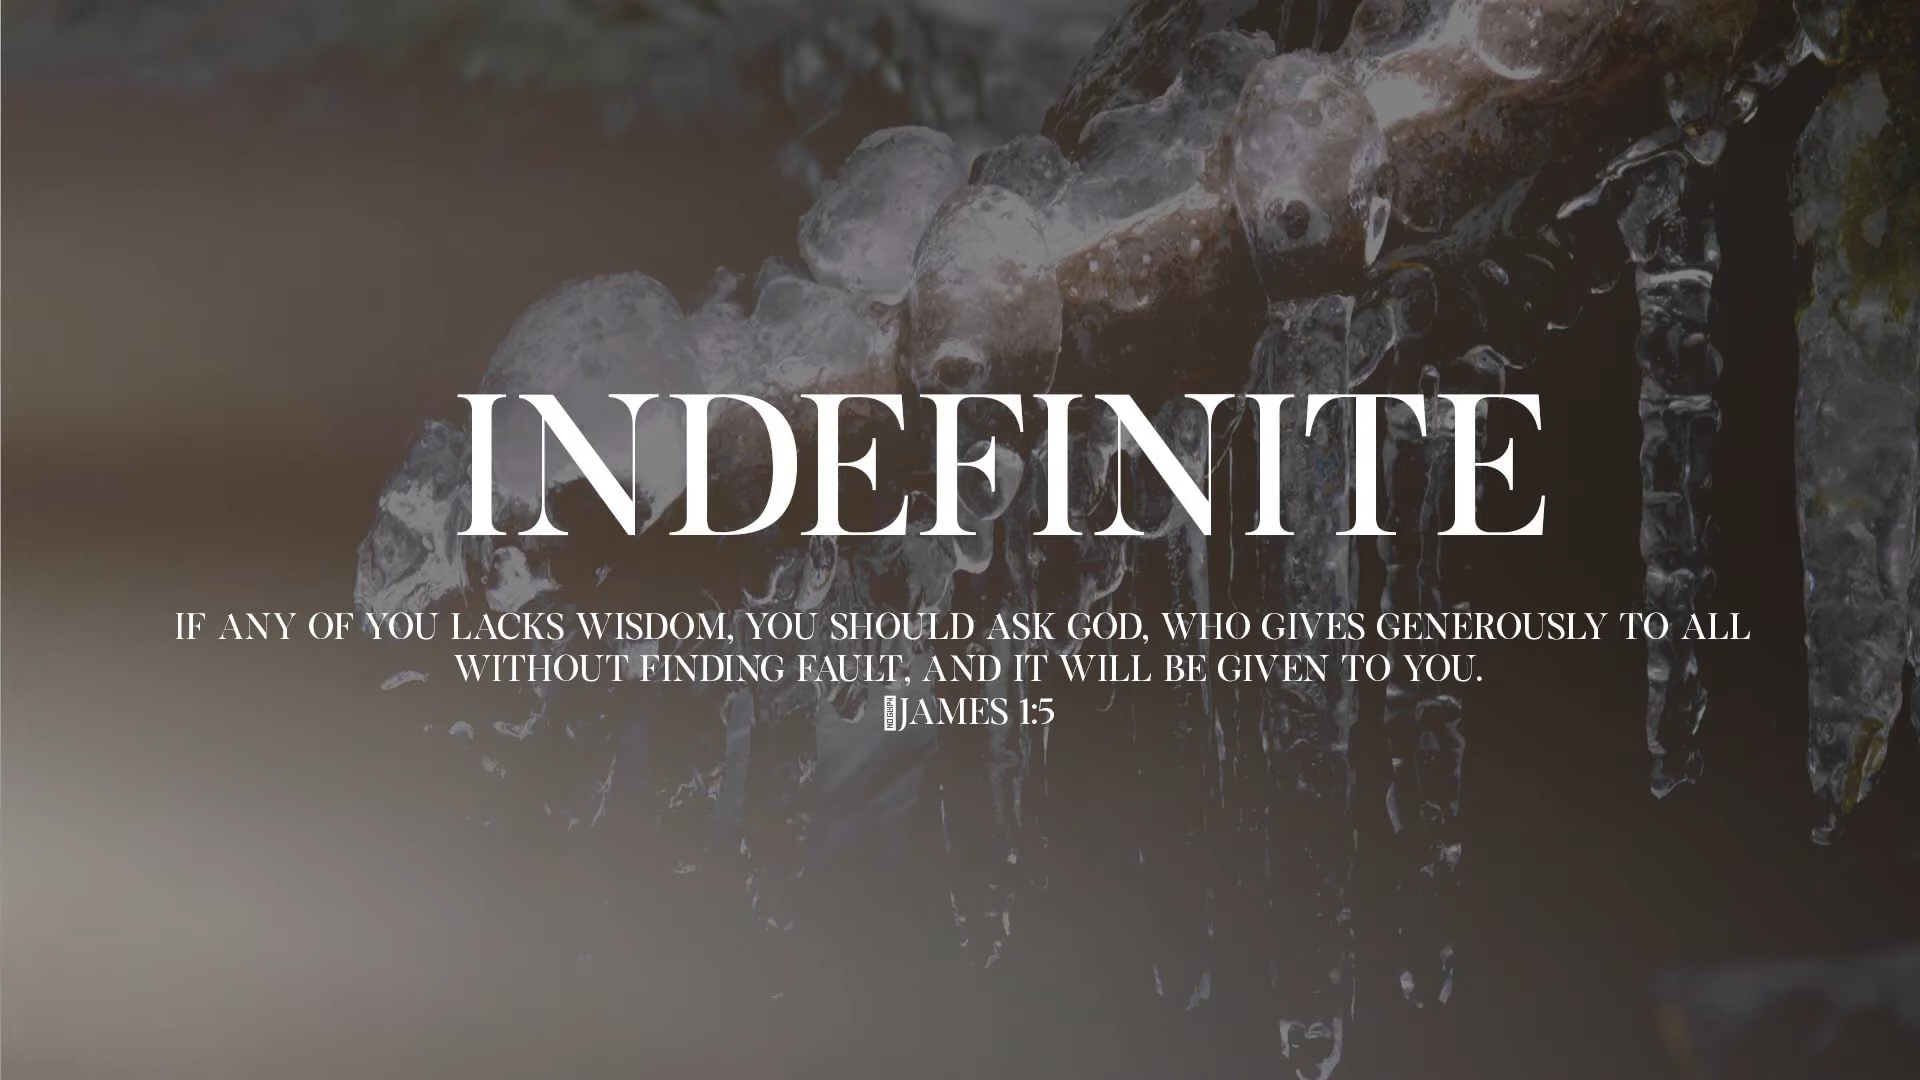 INDEFINITE
IF ANY OF YOU LACKS WISDOM, YOU SHOULD ASK GOD, WHO GIVES GENEROUSLY TO ALL
WITHOUT FINDING FAULT, AND IT WILL BE GIVEN TO YOU.
JAMES 1:5